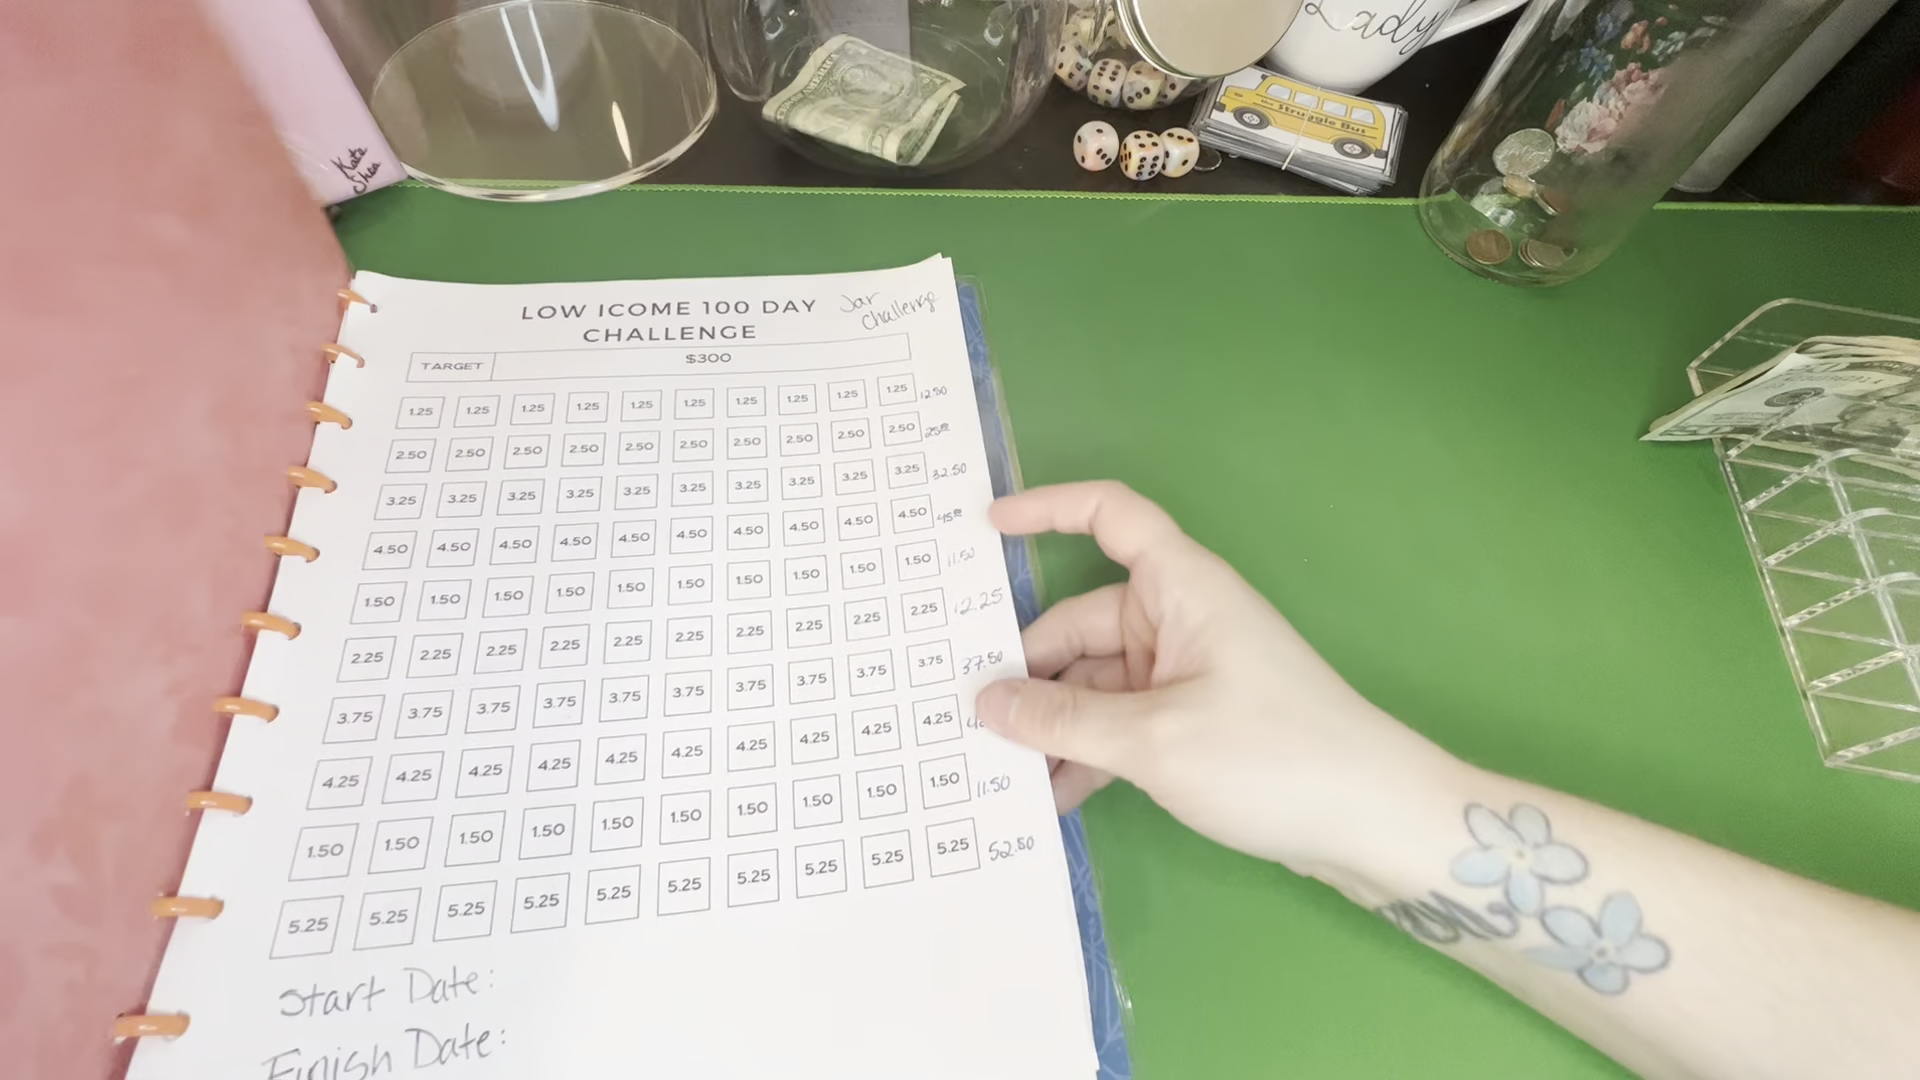 Lady
the Struggle Bus
Kate
Shea
LOW ICOME 100 DAY
CHALLENGE
Jar
Challenge
TARGET $300
1.25 1.25 1.25 1.25 1.25 1.25 1.25 1.25 1.25 1.25 12.50
2.50 2.50 2.50 2.50 2.50 2.50 2.50 2.50 2.50 2.50 25.00
3.25 3.25 3.25 3.25 3.25 3.25 3.25 3.25 3.25 3.25 32.50
4.50 4.50 4.50 4.50 4.50 4.50 4.50 4.50 4.50 4.50 45.00
1.50 1.50 1.50 1.50 1.50 1.50 1.50 1.50 1.50 1.50 11.50
2.25 2.25 2.25 2.25 2.25 2.25 2.25 2.25 2.25 2.25 12.25
3.75 3.75 3.75 3.75 3.75 3.75 3.75 3.75 3.75 3.75 37.50
4.25 4.25 4.25 4.25 4.25 4.25 4.25 4.25 4.25 4.25
1.50 1.50 1.50 1.50 1.50 1.50 1.50 1.50 1.50 1.50 11.50
5.25 5.25 5.25 5.25 5.25 5.25 5.25 5.25 5.25 5.25 52.50
Start Date:
Finish Date: